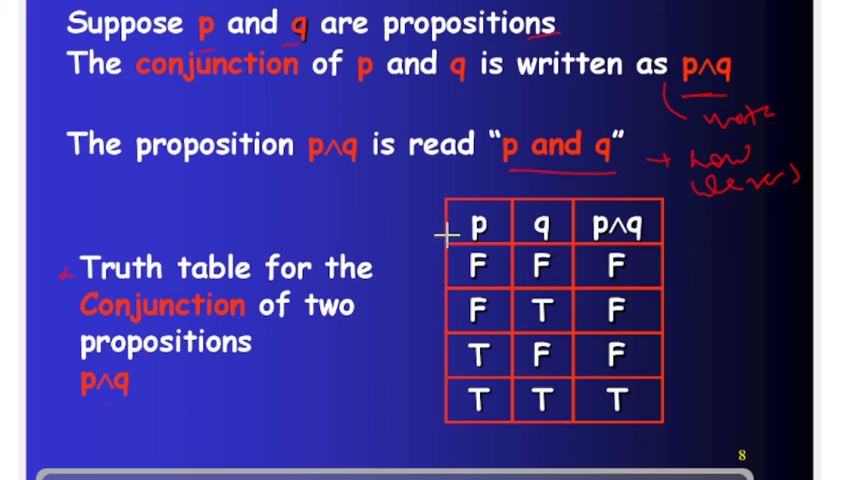 Suppose p and q are propositions
The conjunction of p and q is written as p∧q
The proposition p∧q is read “p and q”
how
p q p∧q
F F F
F T F
T F F
T T T
Truth table for the
Conjunction of two
propositions
p∧q
8